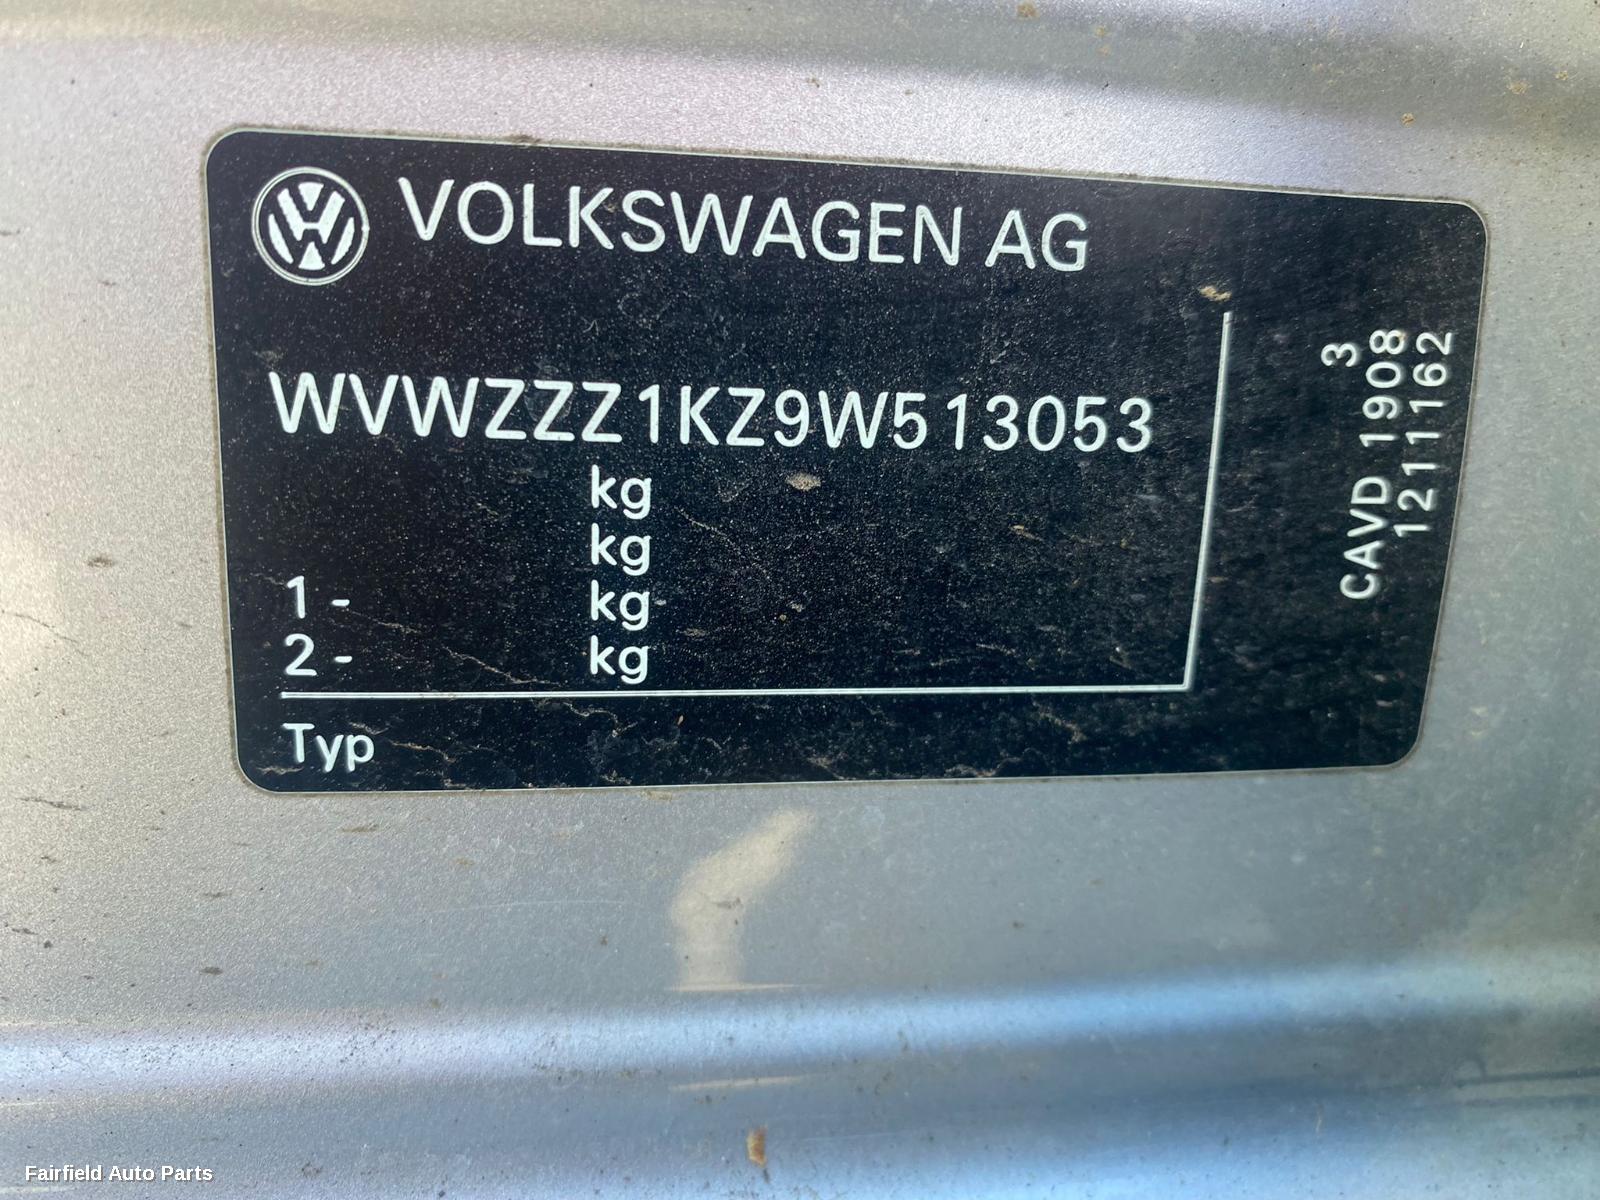 VOLKSWAGEN AG
WVWZZZ1KZ9W513053
kg
kg
1 - kg
2 - kg
Typ
3
CAVD 1908
1211162
Fairfield Auto Parts